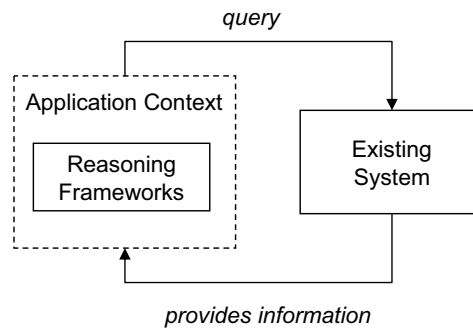 query
Application Context
Reasoning
Frameworks
Existing
System
provides information